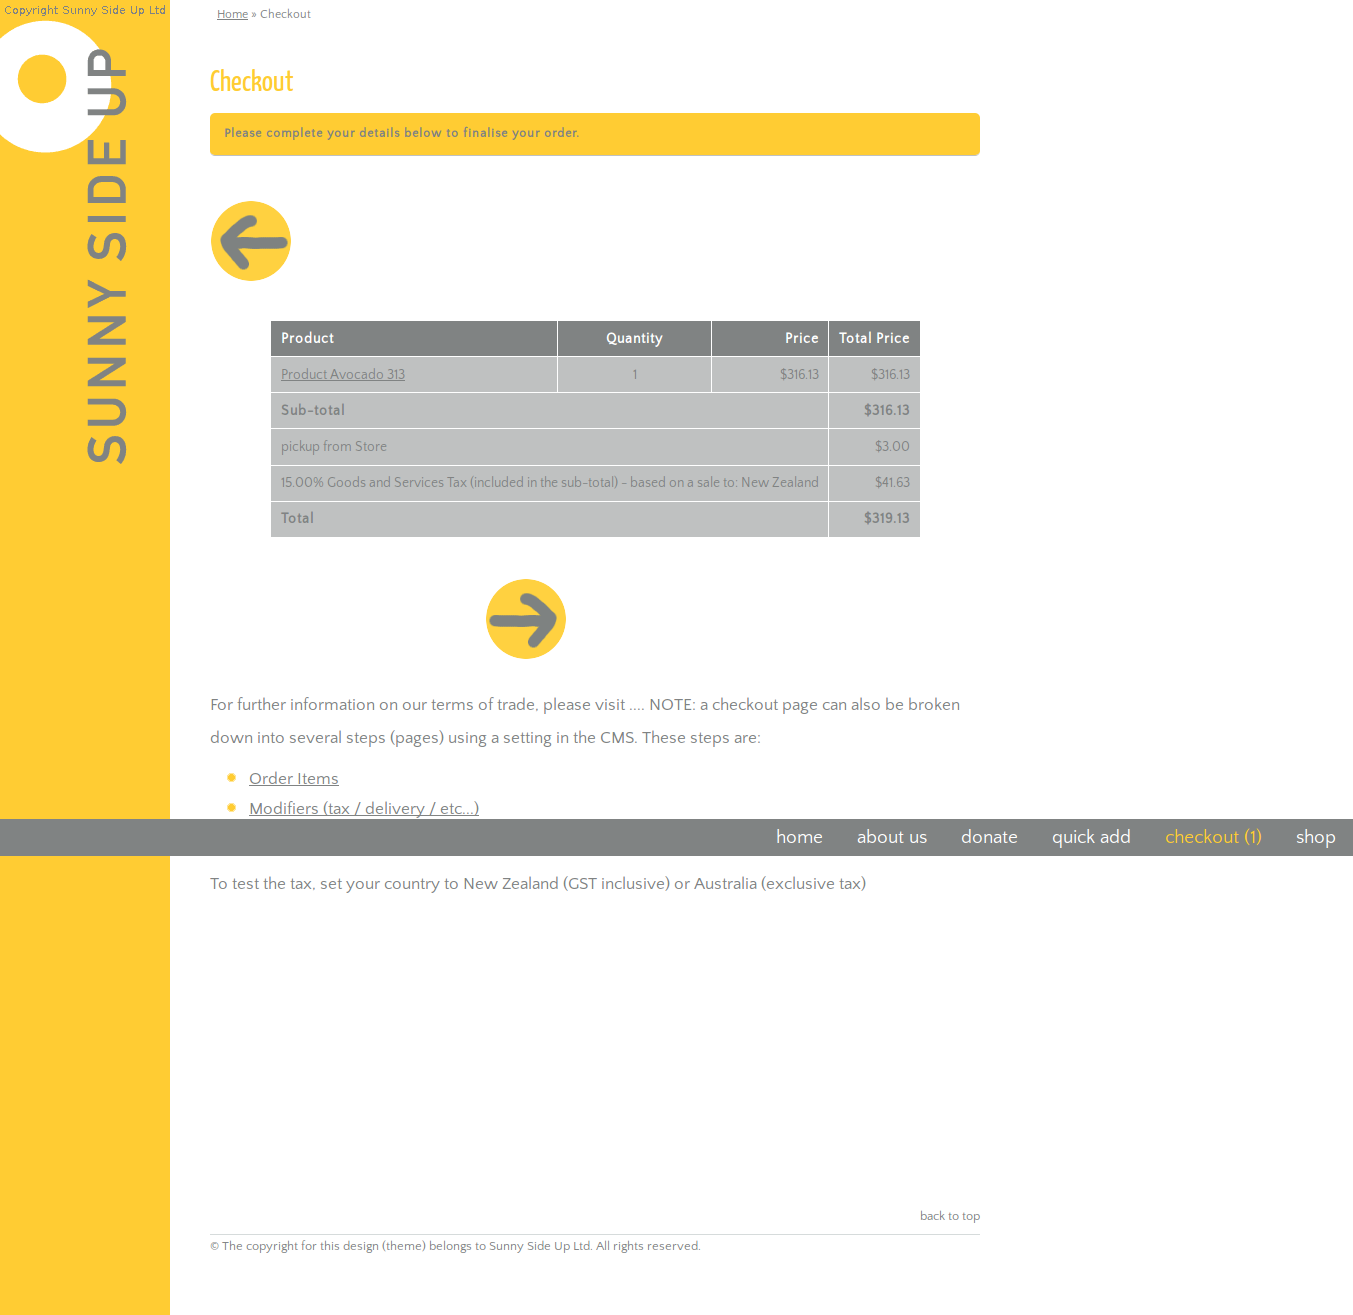 Copyright Sunny Side Up Ltd
SUNNY SIDE UP
Home » Checkout
Checkout
Please complete your details below to finalise your order.
Product Quantity Price Total Price
Product Avocado 313 1 $316.13 $316.13
Sub-total $316.13
pickup from Store $3.00
15.00% Goods and Services Tax (included in the sub-total) - based on a sale to: New Zealand $41.63
Total $319.13
For further information on our terms of trade, please visit .... NOTE: a checkout page can also be broken
down into several steps (pages) using a setting in the CMS. These steps are:
Order Items
Modifiers (tax / delivery / etc...)
home about us donate quick add checkout (1) shop
To test the tax, set your country to New Zealand (GST inclusive) or Australia (exclusive tax)
back to top
© The copyright for this design (theme) belongs to Sunny Side Up Ltd. All rights reserved.